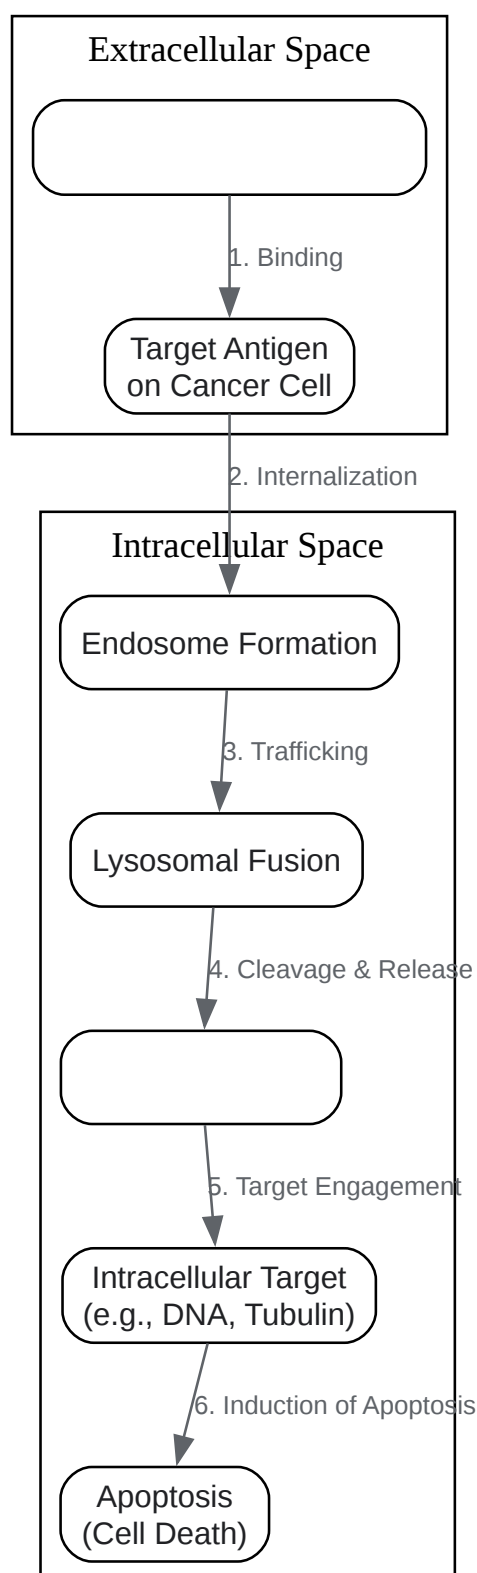 Extracellular Space
1. Binding
Target Antigen
on Cancer Cell
2. Internalization
Intracellular Space
Endosome Formation
3. Trafficking
Lysosomal Fusion
4. Cleavage & Release
5. Target Engagement
Intracellular Target
(e.g., DNA, Tubulin)
6. Induction of Apoptosis
Apoptosis
(Cell Death)